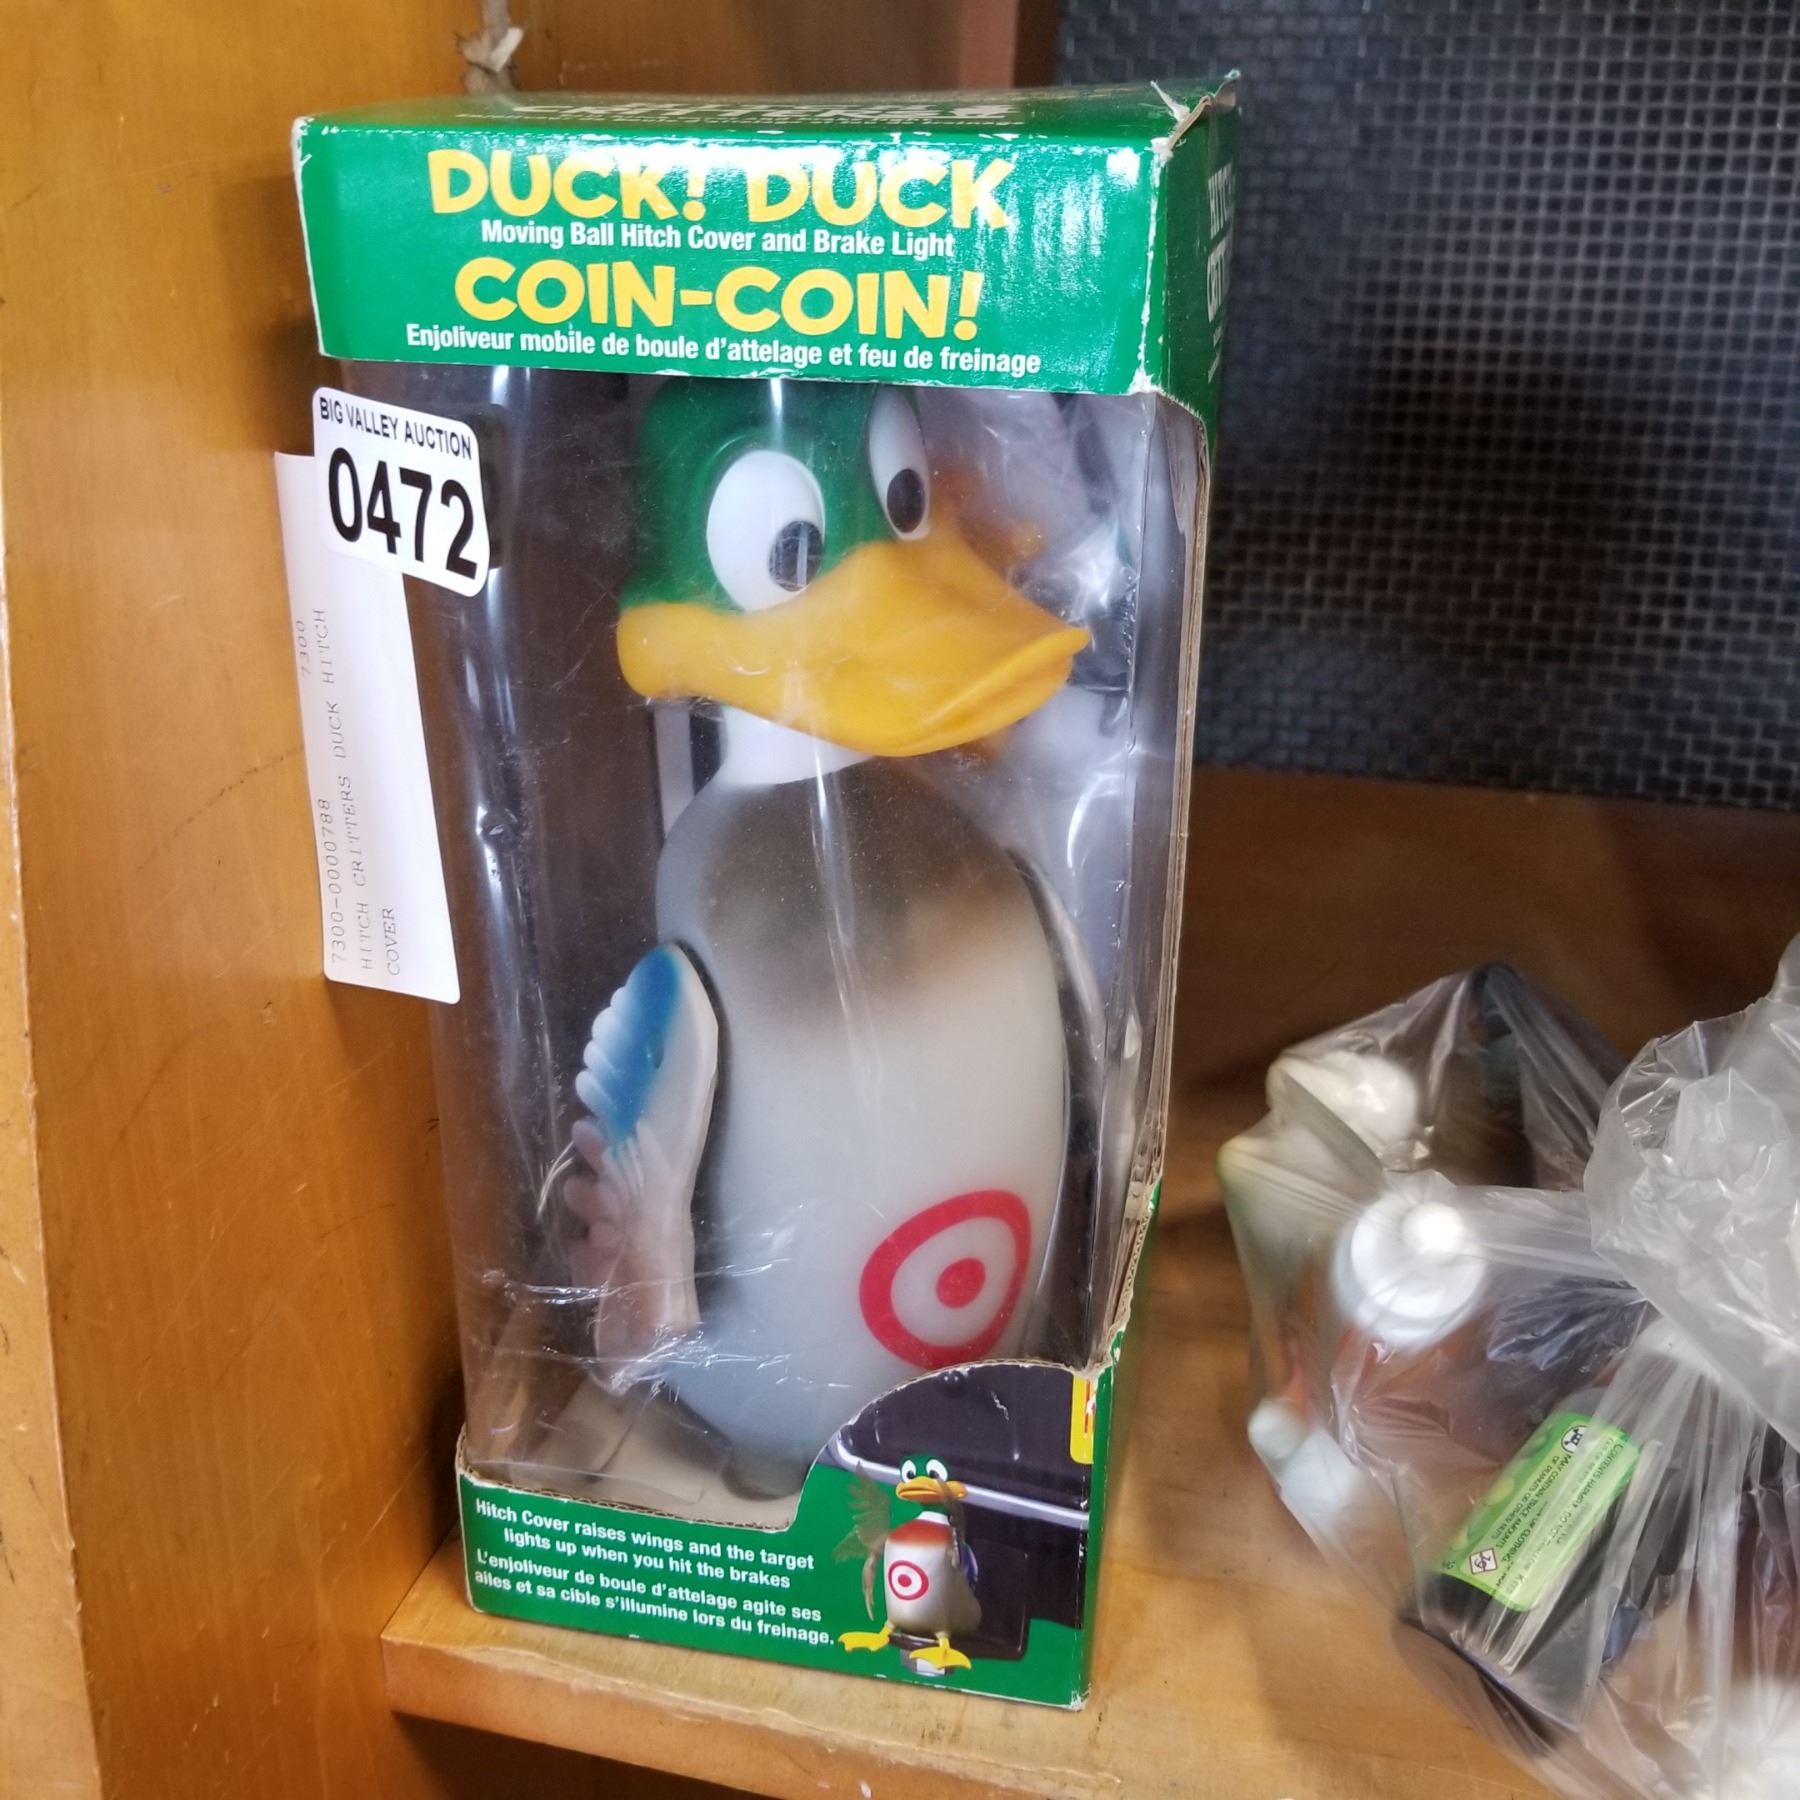 DUCK! DUCK
Moving Ball Hitch Cover and Brake Light
COIN-COIN!
Enjoliveur mobile de boule d'attelage et feu de freinage
BIG VALLEY AUCTION
0472
7300-0000788 7300
HITCH CRITTERS DUCK HITCH
COVER
Hitch Cover raises wings and the target
lights up when you hit the brakes
L'enjoliveur de boule d'attelage agite ses
ailes et sa cible s'illumine lors du freinage.